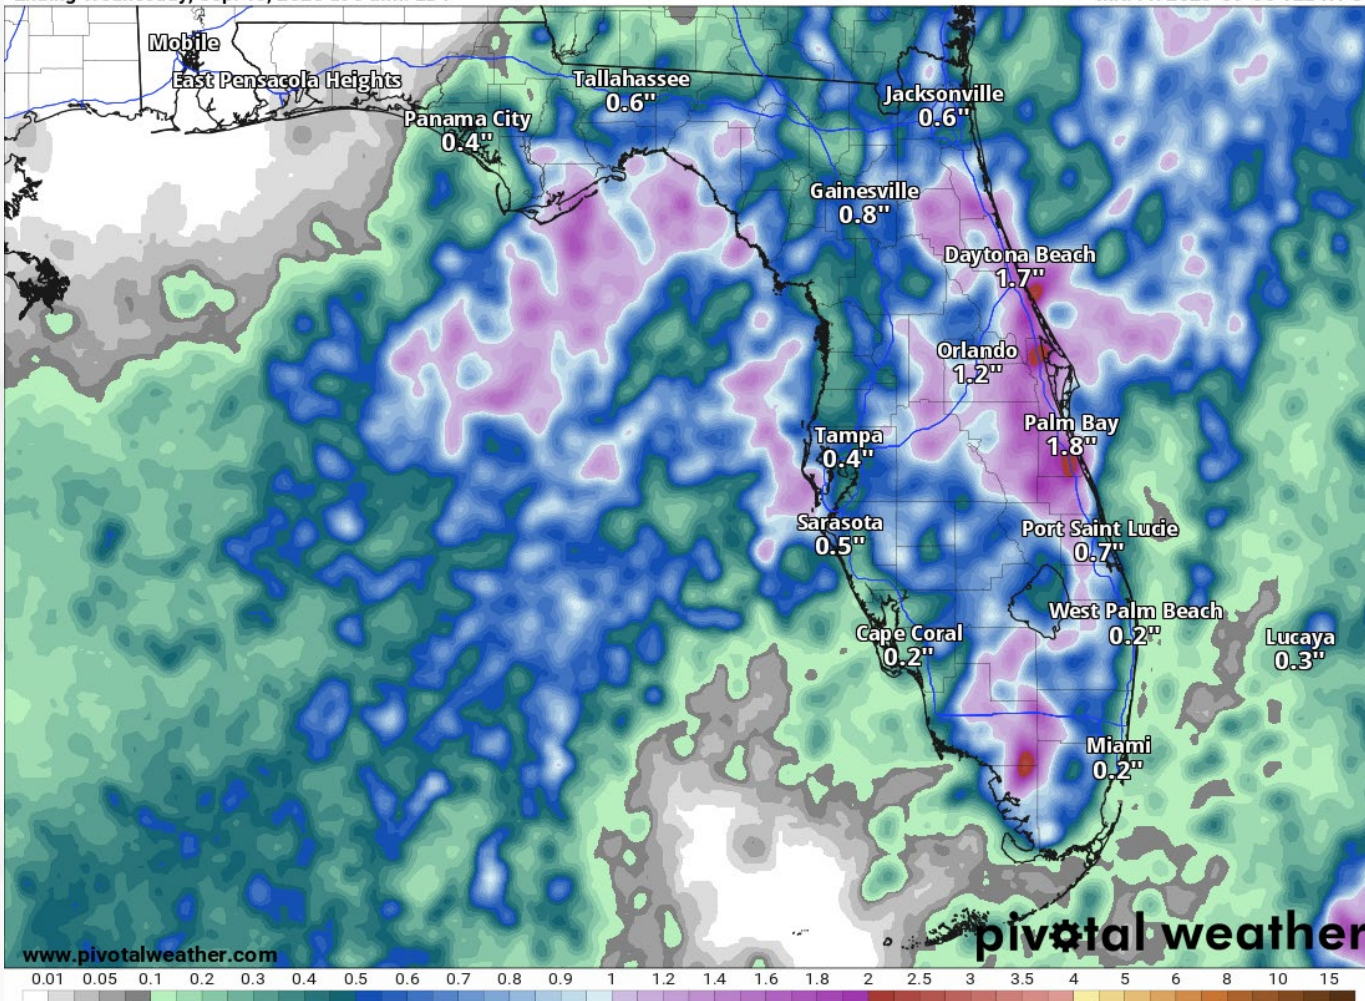 Mobile
East Pensacola Heights
Tallahassee
0.6"
Jacksonville
0.6"
Panama City
0.4"
Gainesville
0.8"
Daytona Beach
1.7"
Orlando
1.2"
Palm Bay
1.8"
Tampa
0.4"
Sarasota
0.5"
Port Saint Lucie
0.7"
West Palm Beach
0.2"
Cape Coral
0.2"
Lucaya
0.3"
Miami
0.2"
pivotal weather
www.pivotalweather.com
0.01 0.05 0.1 0.2 0.3 0.4 0.5 0.6 0.7 0.8 0.9 1 1.2 1.4 1.6 1.8 2 2.5 3 3.5 4 5 6 8 10 15